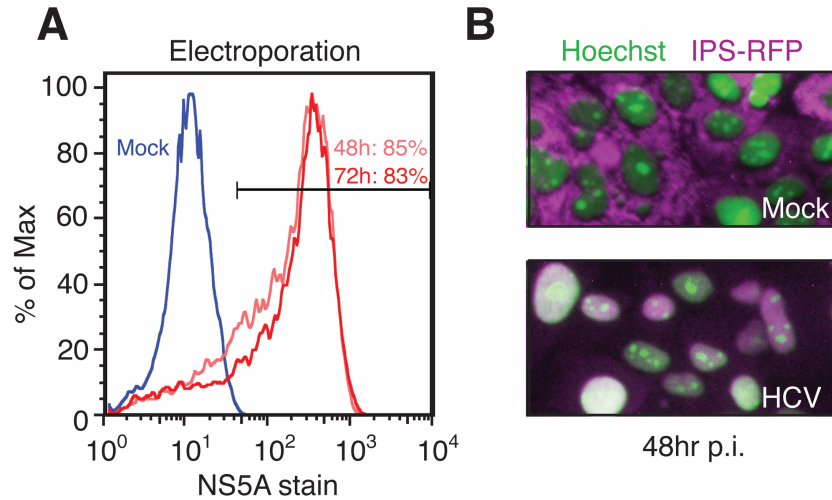 A
Electroporation
% of Max
100
80
60
40
20
0
Mock
48h: 85%
72h: 83%
10^0 10^1 10^2 10^3 10^4
NS5A stain
B
Hoechst IPS-RFP
Mock
HCV
48hr p.i.